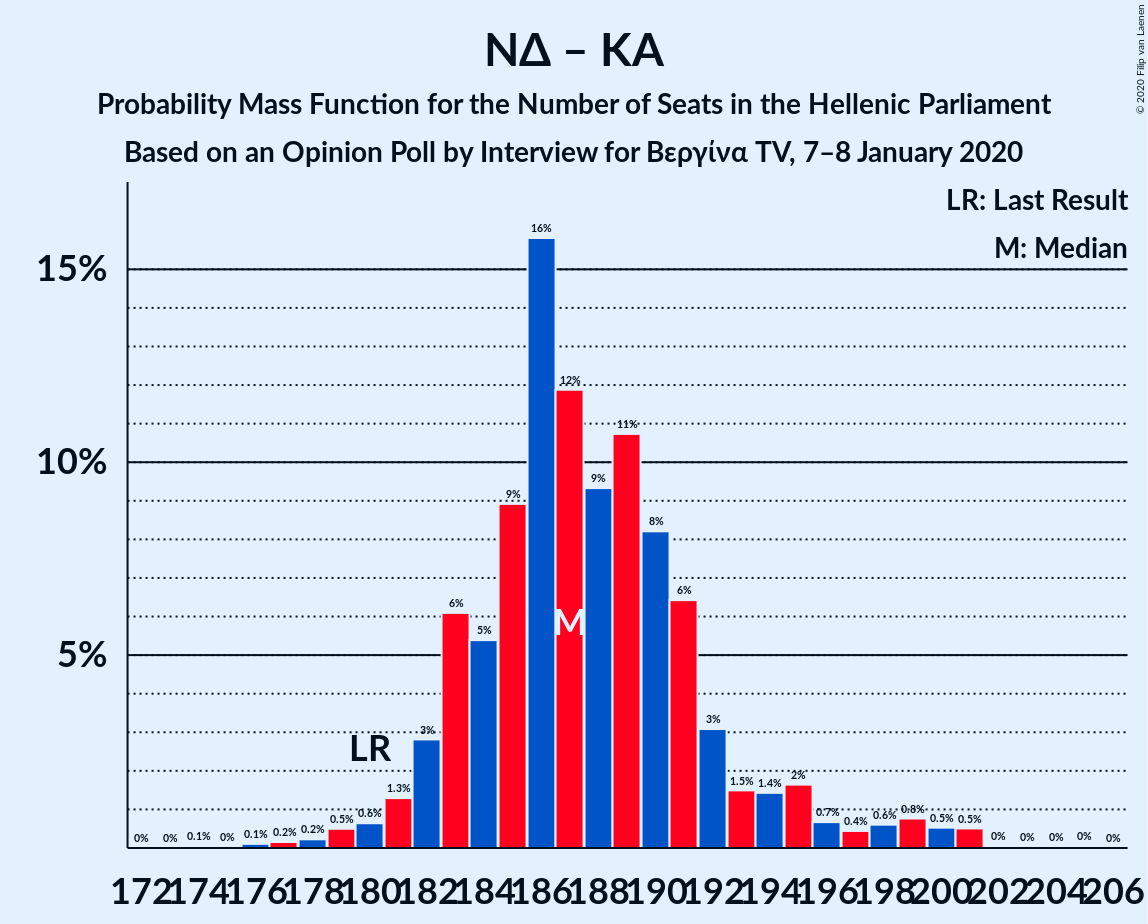 ΝΔ – ΚΑ
Probability Mass Function for the Number of Seats in the Hellenic Parliament
Based on an Opinion Poll by Interview for Βεργίνα TV, 7–8 January 2020
© 2020 Filip van Laenen
LR: Last Result
M: Median
15%
10%
5%
0% 0% 0.1% 0% 0.1% 0.2% 0.2% 0.5% 0.6% 1.3% 3% 6% 5% 9% 16% 12% 9% 11% 8% 6% 3% 1.5% 1.4% 2% 0.7% 0.4% 0.6% 0.8% 0.5% 0.5% 0% 0% 0% 0% 0%
LR
M
172 174 176 178 180 182 184 186 188 190 192 194 196 198 200 202 204 206